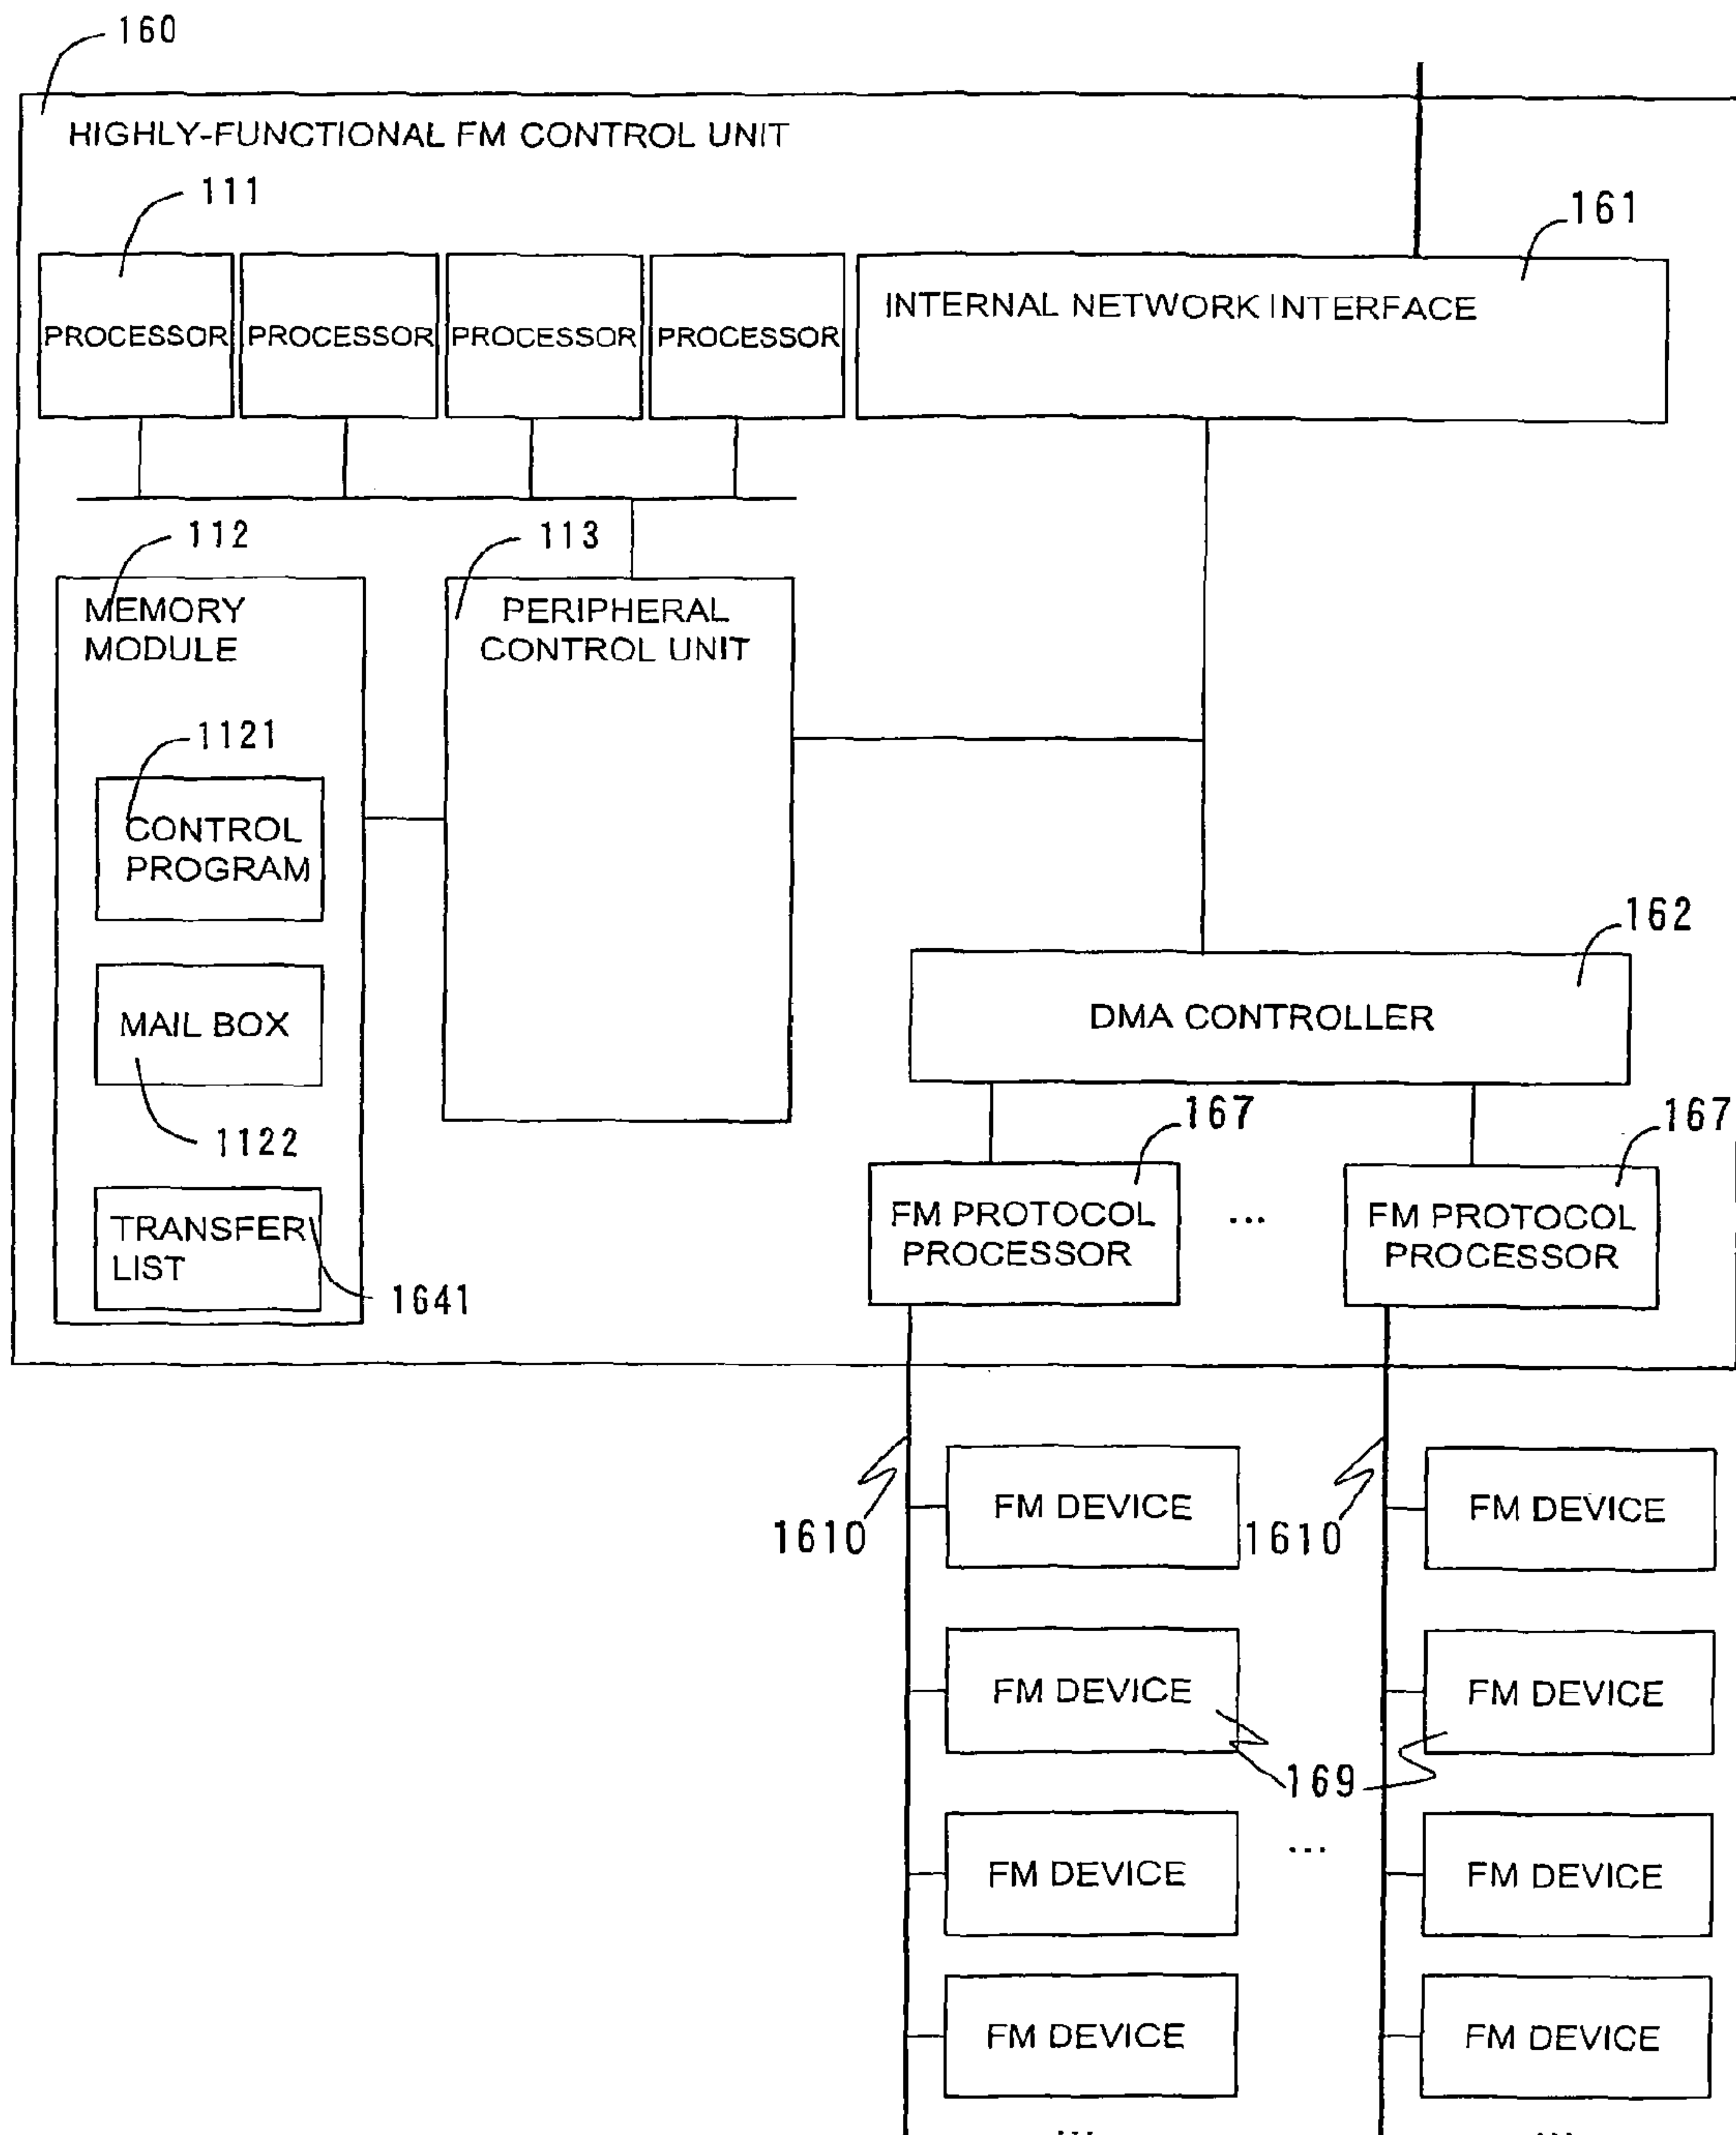 160
HIGHLY-FUNCTIONAL FM CONTROL UNIT
111
161
PROCESSOR
PROCESSOR
PROCESSOR
PROCESSOR
INTERNAL NETWORK INTERFACE
112
113
MEMORY
MODULE
PERIPHERAL
CONTROL UNIT
1121
CONTROL
PROGRAM
162
MAIL BOX
DMA CONTROLLER
1122
167
167
TRANSFER
LIST
1641
FM PROTOCOL
PROCESSOR
...
FM PROTOCOL
PROCESSOR
1610
FM DEVICE
1610
FM DEVICE
FM DEVICE
FM DEVICE
169
FM DEVICE
...
FM DEVICE
FM DEVICE
FM DEVICE
...
...